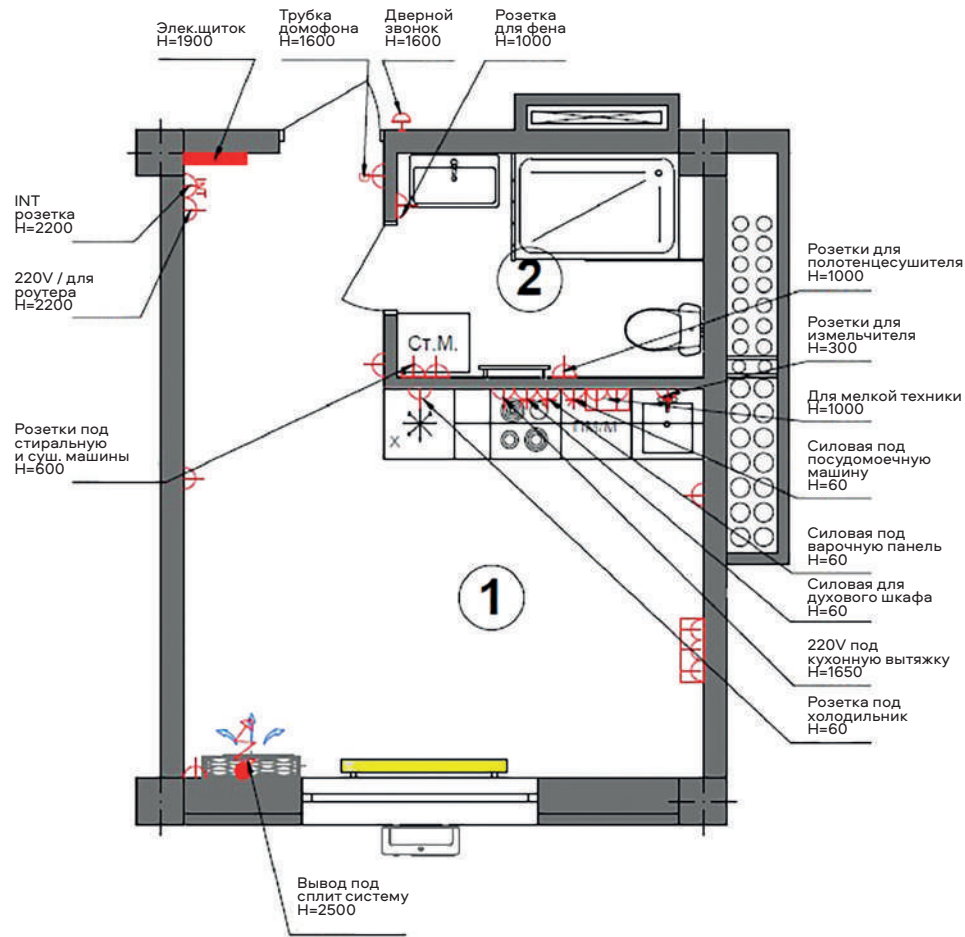 Элек.щиток
H=1900
Трубка
домофона
H=1600
Дверной
звонок
H=1600
Розетка
для фена
H=1000
INT
розетка
H=2200
220V / для
роутера
H=2200
2
Розетки для
полотенцесушителя
H=1000
Розетки для
измельчителя
H=300
Ст.М.
Для мелкой техники
H=1000
Розетки под
стиральную
и суш. машины
H=600
X
Силовая под
посудомоечную
машину
H=60
Силовая под
варочную панель
H=60
1
Силовая для
духового шкафа
H=60
220V под
кухонную вытяжку
H=1650
Розетка под
холодильник
H=60
Вывод под
сплит систему
H=2500